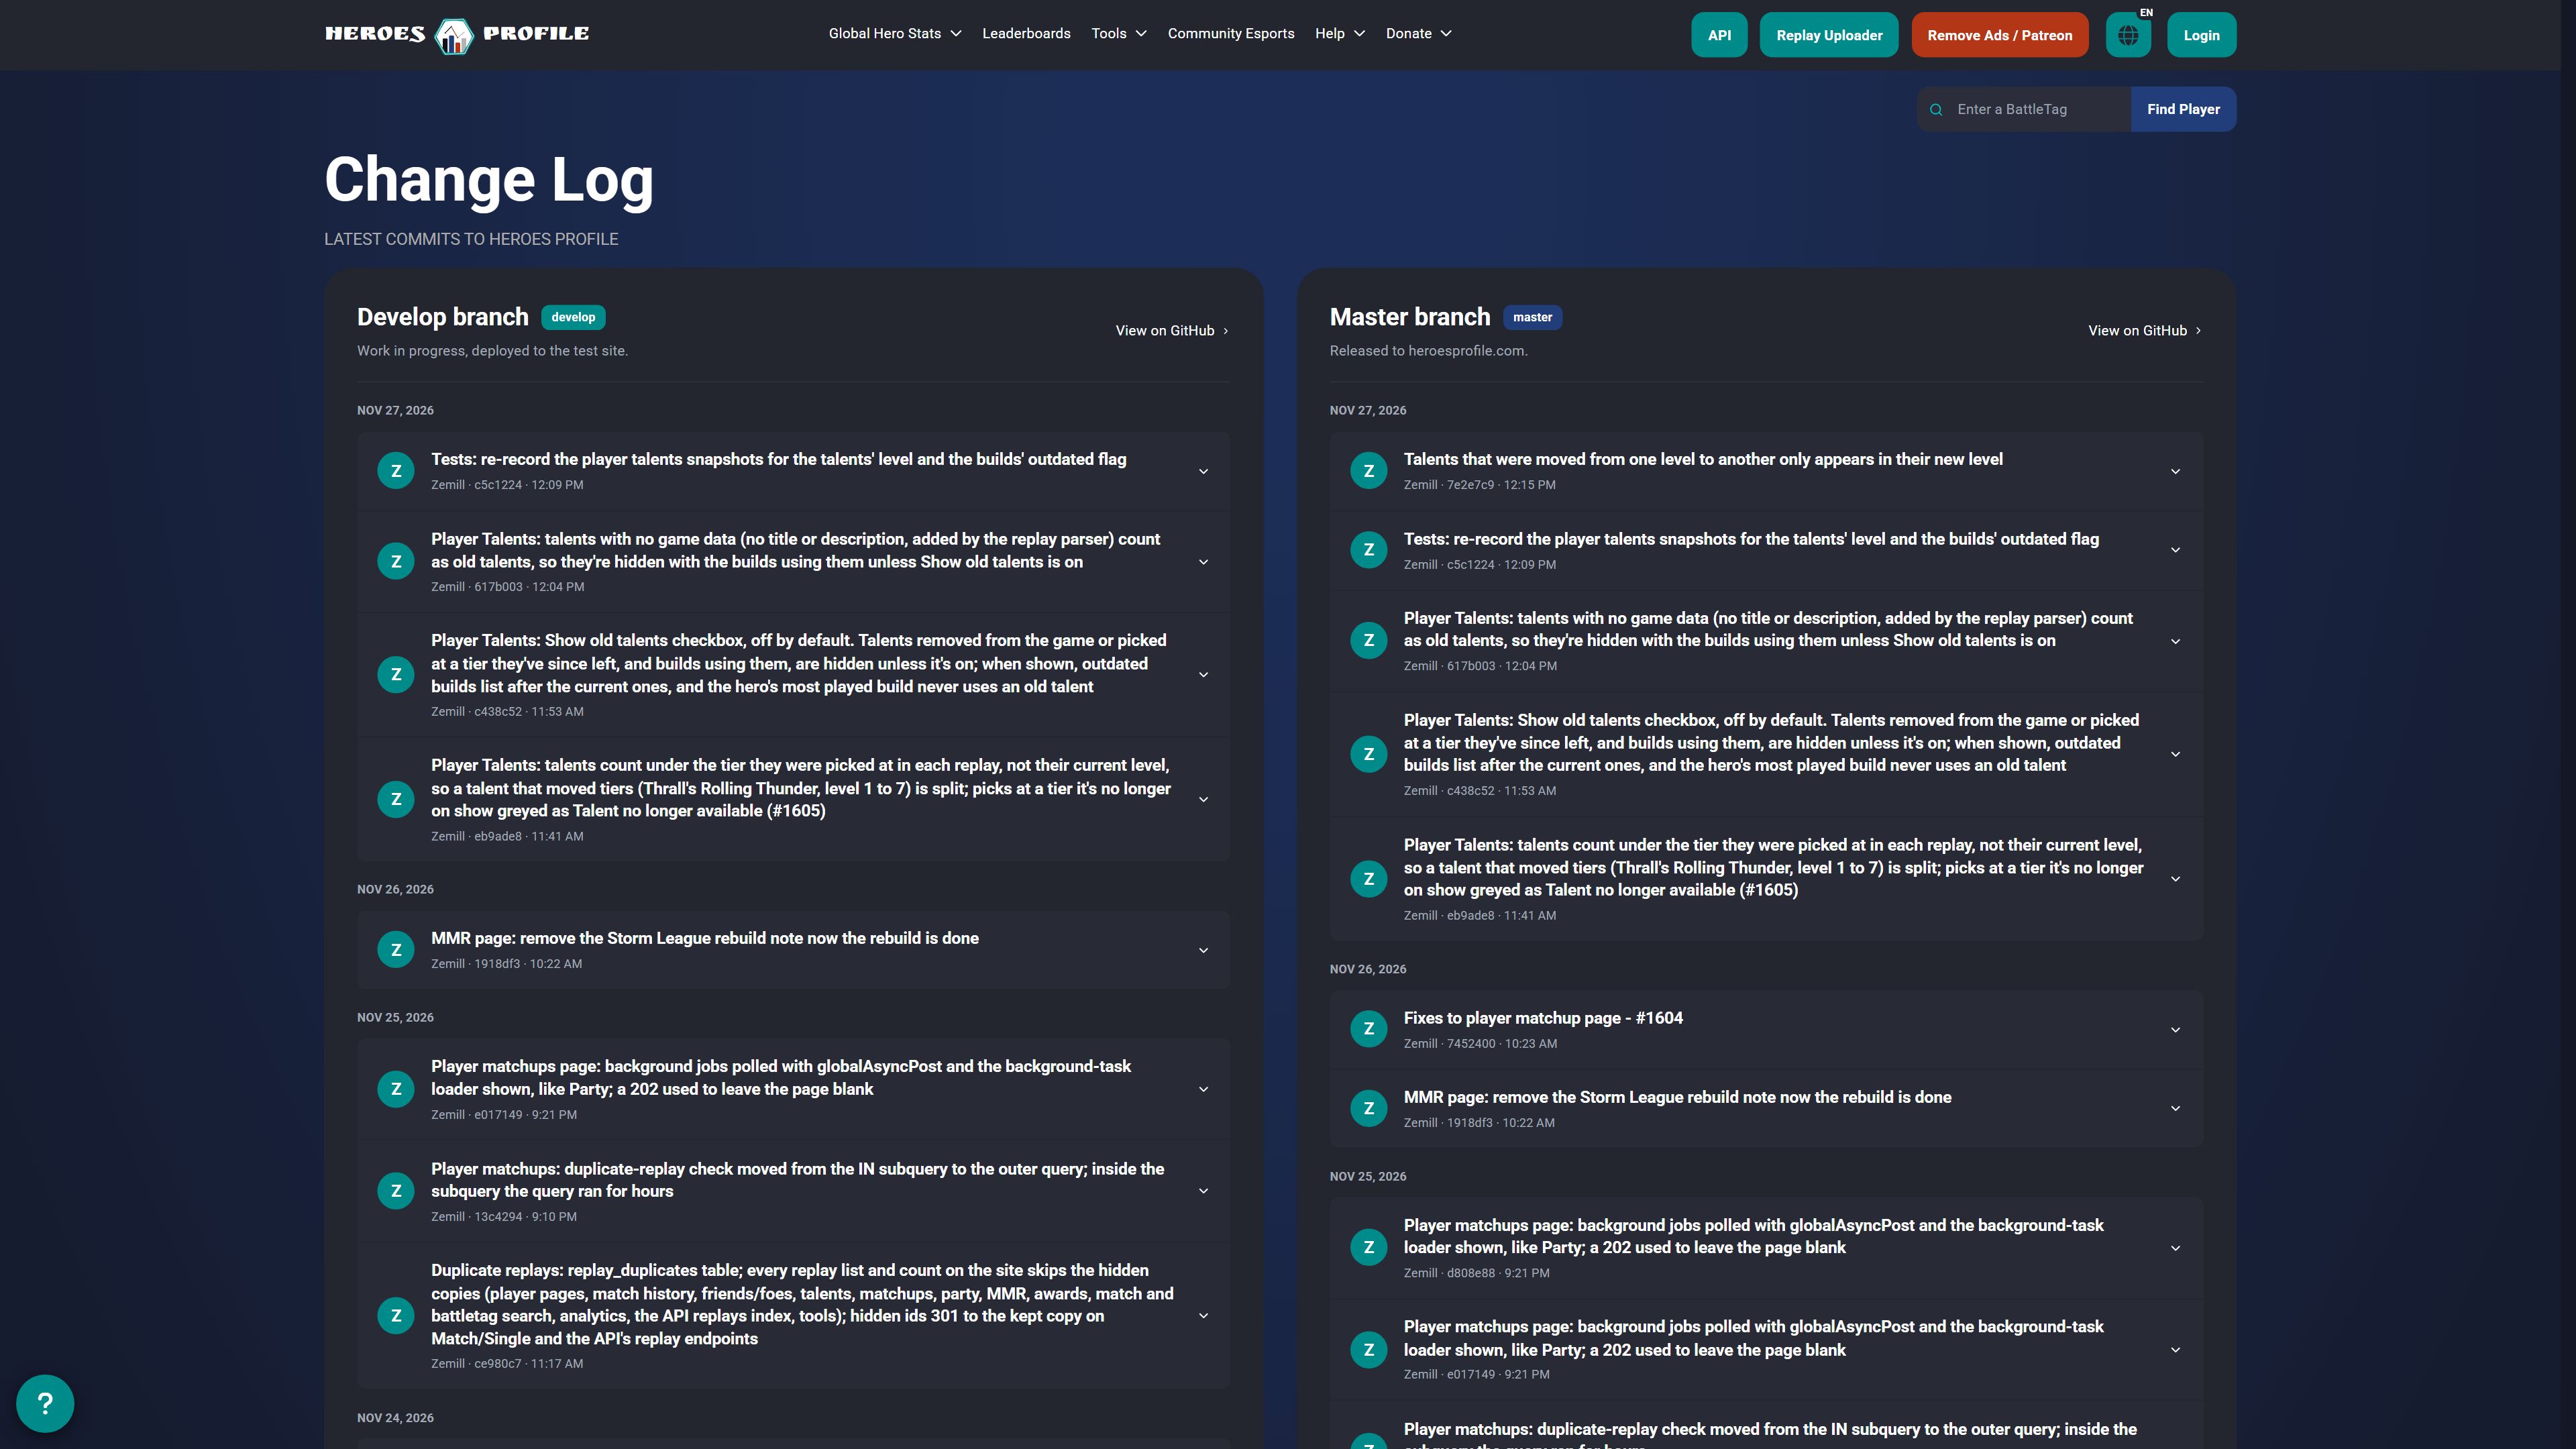 HEROES PROFILE
Global Hero Stats
Leaderboards
Tools
Community Esports
Help
Donate
API
Replay Uploader
Remove Ads / Patreon
EN
Login
Enter a BattleTag
Find Player
Change Log
LATEST COMMITS TO HEROES PROFILE
Develop branch
develop
Work in progress, deployed to the test site.
View on GitHub
NOV 27, 2026
Z
Tests: re-record the player talents snapshots for the talents' level and the builds' outdated flag
Zemill · c5c1224 · 12:09 PM
Z
Player Talents: talents with no game data (no title or description, added by the replay parser) count
as old talents, so they're hidden with the builds using them unless Show old talents is on
Zemill · 617b003 · 12:04 PM
Z
Player Talents: Show old talents checkbox, off by default. Talents removed from the game or picked
at a tier they've since left, and builds using them, are hidden unless it's on; when shown, outdated
builds list after the current ones, and the hero's most played build never uses an old talent
Zemill · c438c52 · 11:53 AM
Z
Player Talents: talents count under the tier they were picked at in each replay, not their current level,
so a talent that moved tiers (Thrall's Rolling Thunder, level 1 to 7) is split; picks at a tier it's no longer
on show greyed as Talent no longer available (#1605)
Zemill · eb9ade8 · 11:41 AM
NOV 26, 2026
Z
MMR page: remove the Storm League rebuild note now the rebuild is done
Zemill · 1918df3 · 10:22 AM
NOV 25, 2026
Z
Player matchups page: background jobs polled with globalAsyncPost and the background-task
loader shown, like Party; a 202 used to leave the page blank
Zemill · e017149 · 9:21 PM
Z
Player matchups: duplicate-replay check moved from the IN subquery to the outer query; inside the
subquery the query ran for hours
Zemill · 13c4294 · 9:10 PM
Z
Duplicate replays: replay_duplicates table; every replay list and count on the site skips the hidden
copies (player pages, match history, friends/foes, talents, matchups, party, MMR, awards, match and
battletag search, analytics, the API replays index, tools); hidden ids 301 to the kept copy on
Match/Single and the API's replay endpoints
Zemill · ce980c7 · 11:17 AM
NOV 24, 2026
Master branch
master
Released to heroesprofile.com.
View on GitHub
NOV 27, 2026
Z
Talents that were moved from one level to another only appears in their new level
Zemill · 7e2e7c9 · 12:15 PM
Z
Tests: re-record the player talents snapshots for the talents' level and the builds' outdated flag
Zemill · c5c1224 · 12:09 PM
Z
Player Talents: talents with no game data (no title or description, added by the replay parser) count
as old talents, so they're hidden with the builds using them unless Show old talents is on
Zemill · 617b003 · 12:04 PM
Z
Player Talents: Show old talents checkbox, off by default. Talents removed from the game or picked
at a tier they've since left, and builds using them, are hidden unless it's on; when shown, outdated
builds list after the current ones, and the hero's most played build never uses an old talent
Zemill · c438c52 · 11:53 AM
Z
Player Talents: talents count under the tier they were picked at in each replay, not their current level,
so a talent that moved tiers (Thrall's Rolling Thunder, level 1 to 7) is split; picks at a tier it's no longer
on show greyed as Talent no longer available (#1605)
Zemill · eb9ade8 · 11:41 AM
NOV 26, 2026
Z
Fixes to player matchup page - #1604
Zemill · 7452400 · 10:23 AM
Z
MMR page: remove the Storm League rebuild note now the rebuild is done
Zemill · 1918df3 · 10:22 AM
NOV 25, 2026
Z
Player matchups page: background jobs polled with globalAsyncPost and the background-task
loader shown, like Party; a 202 used to leave the page blank
Zemill · d808e88 · 9:21 PM
Z
Player matchups page: background jobs polled with globalAsyncPost and the background-task
loader shown, like Party; a 202 used to leave the page blank
Zemill · e017149 · 9:21 PM
Z
Player matchups: duplicate-replay check moved from the IN subquery to the outer query; inside the
subquery the query ran for hours
?